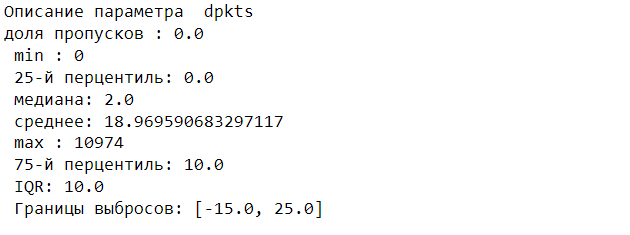 Описание параметра  dpkts
доля пропусков : 0.0
 min : 0
 25-й перцентиль: 0.0
 медиана: 2.0
 среднее: 18.969590683297117
 max : 10974
 75-й перцентиль: 10.0
 IQR: 10.0
 Границы выбросов: [-15.0, 25.0]